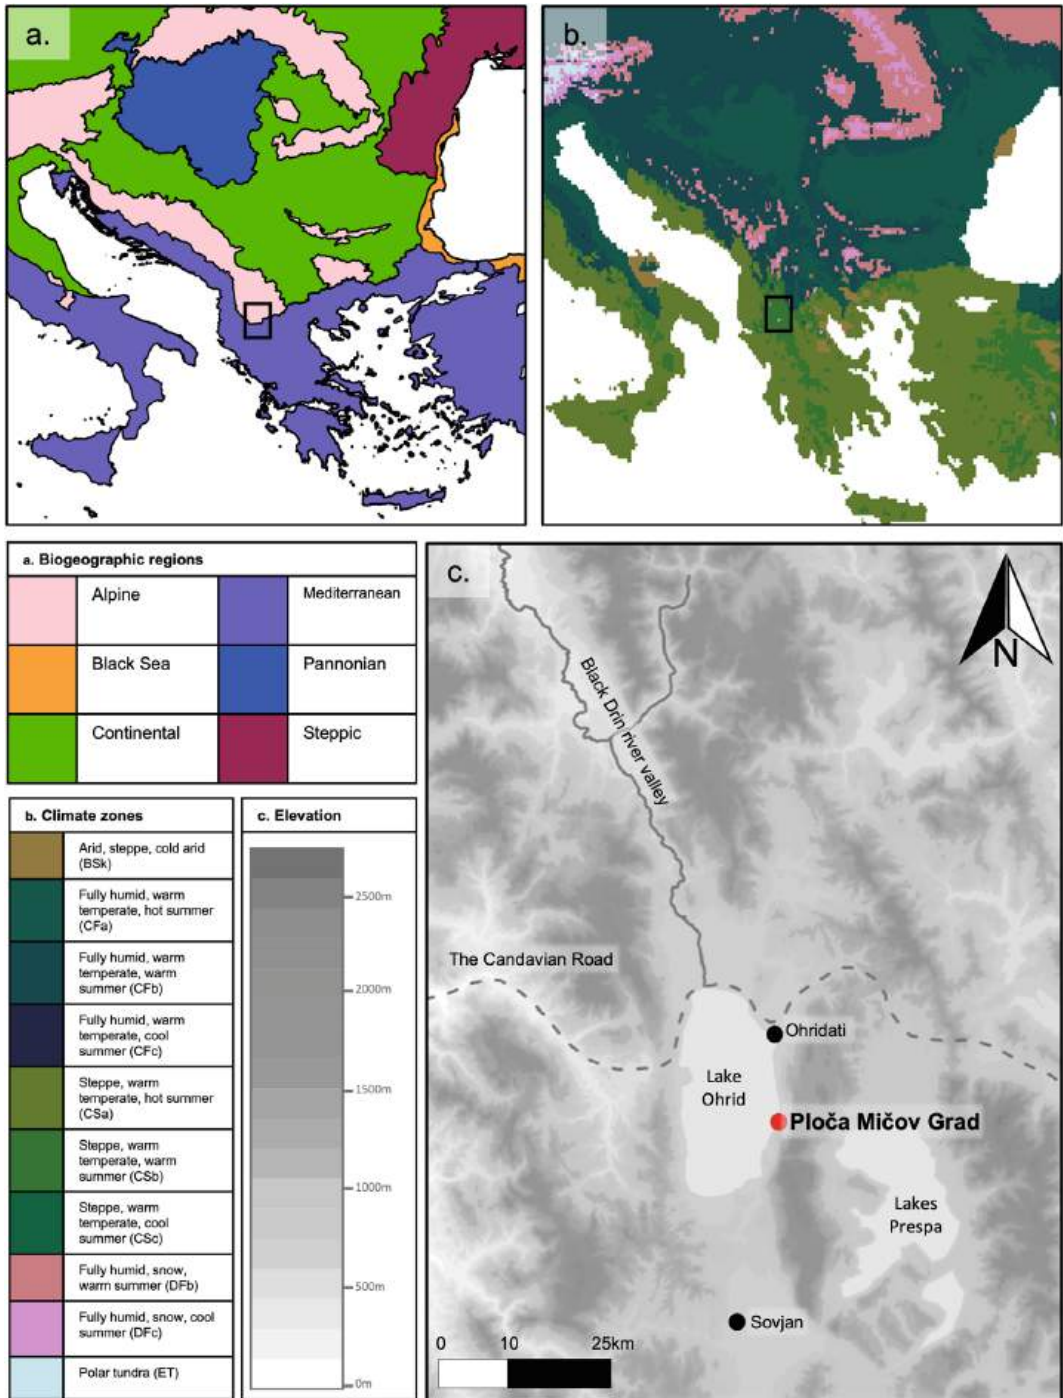 a.
b.
a. Biogeographic regions
Alpine
Mediterranean
Black Sea
Pannonian
Continental
Steppic
b. Climate zones
Arid, steppe, cold arid
(BSk)
Fully humid, warm
temperate, hot summer
(CFa)
Fully humid, warm
temperate, warm
summer (CFb)
Fully humid, warm
temperate, cool
summer (CFc)
Steppe, warm
temperate, hot summer
(CSa)
Steppe, warm
temperate, warm
summer (CSb)
Steppe, warm
temperate, cool
summer (CSc)
Fully humid, snow,
warm summer (DFb)
Fully humid, snow, cool
summer (DFc)
Polar tundra (ET)
c. Elevation
2500m
2000m
1500m
1000m
500m
0m
c.
N
Black Drin river valley
The Candavian Road
Ohridati
Lake
Ohrid
Ploča Mičov Grad
Lakes
Prespa
Sovjan
0 10 25km